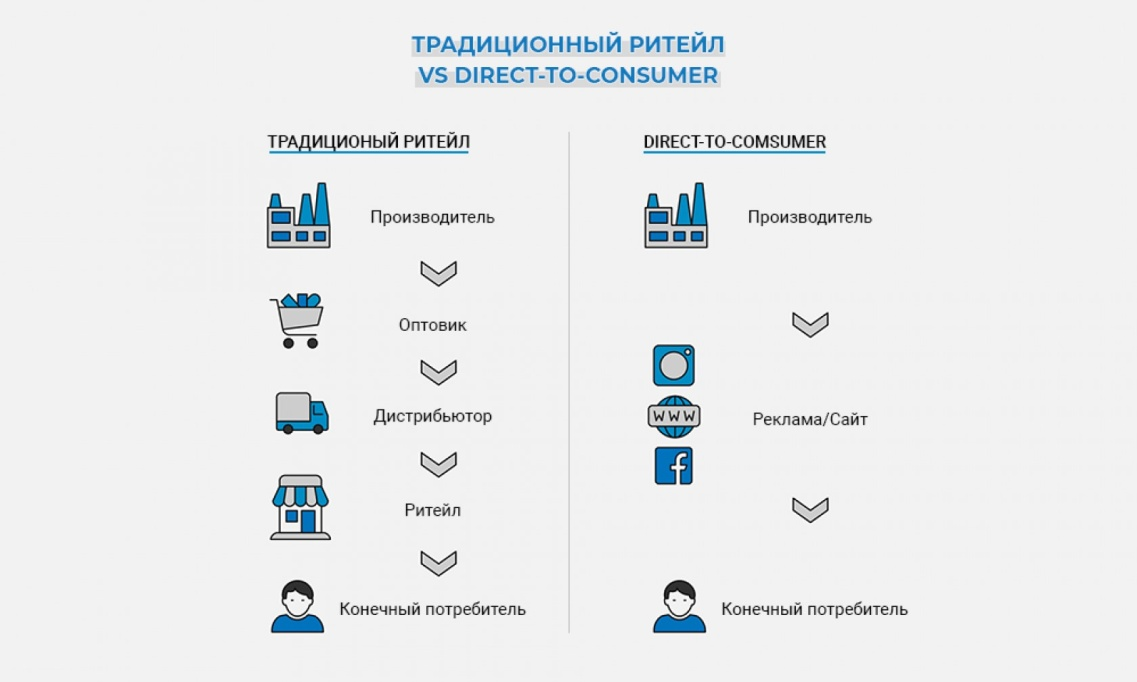 ТРАДИЦИОННЫЙ РИТЕЙЛ
VS DIRECT-TO-CONSUMER
ТРАДИЦИОНЫЙ РИТЕЙЛ
Производитель
Оптовик
Дистрибьютор
Ритейл
Конечный потребитель
DIRECT-TO-COMSUMER
Производитель
WWW
Реклама/Сайт
f
Конечный потребитель